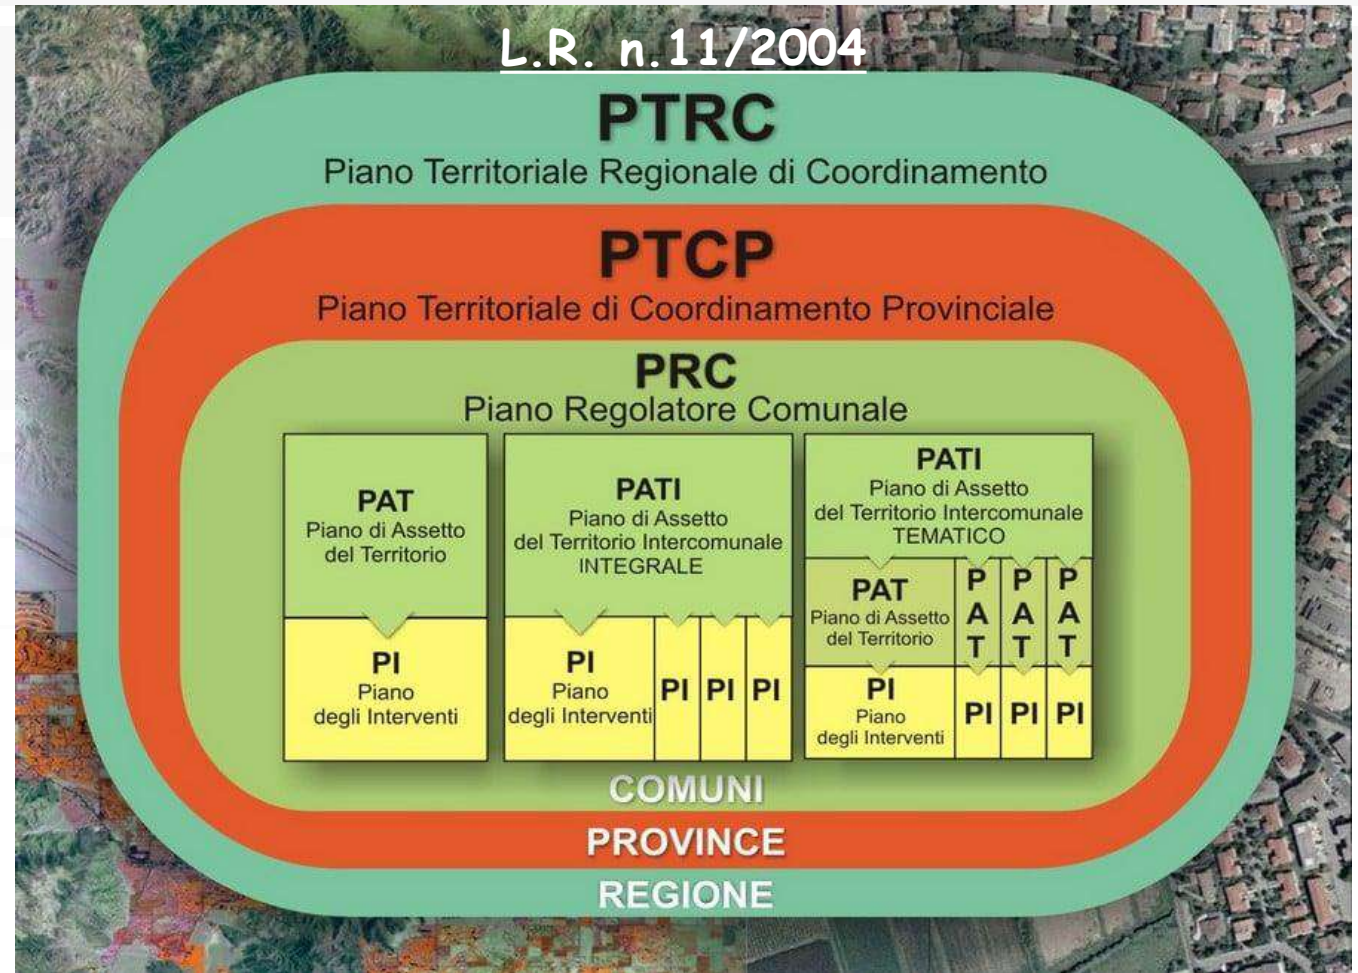 L.R. n.11/2004
PTRC
Piano Territoriale Regionale di Coordinamento
PTCP
Piano Territoriale di Coordinamento Provinciale
PRC
Piano Regolatore Comunale
PAT
Piano di Assetto
del Territorio
PI
Piano
degli Interventi
PATI
Piano di Assetto
del Territorio Intercomunale
INTEGRALE
PI
Piano
degli Interventi
PI PI PI
PATI
Piano di Assetto
del Territorio Intercomunale
TEMATICO
PAT
Piano di Assetto
del Territorio
PAT PAT PAT
PI
Piano
degli Interventi
PI PI PI
COMUNI
PROVINCE
REGIONE